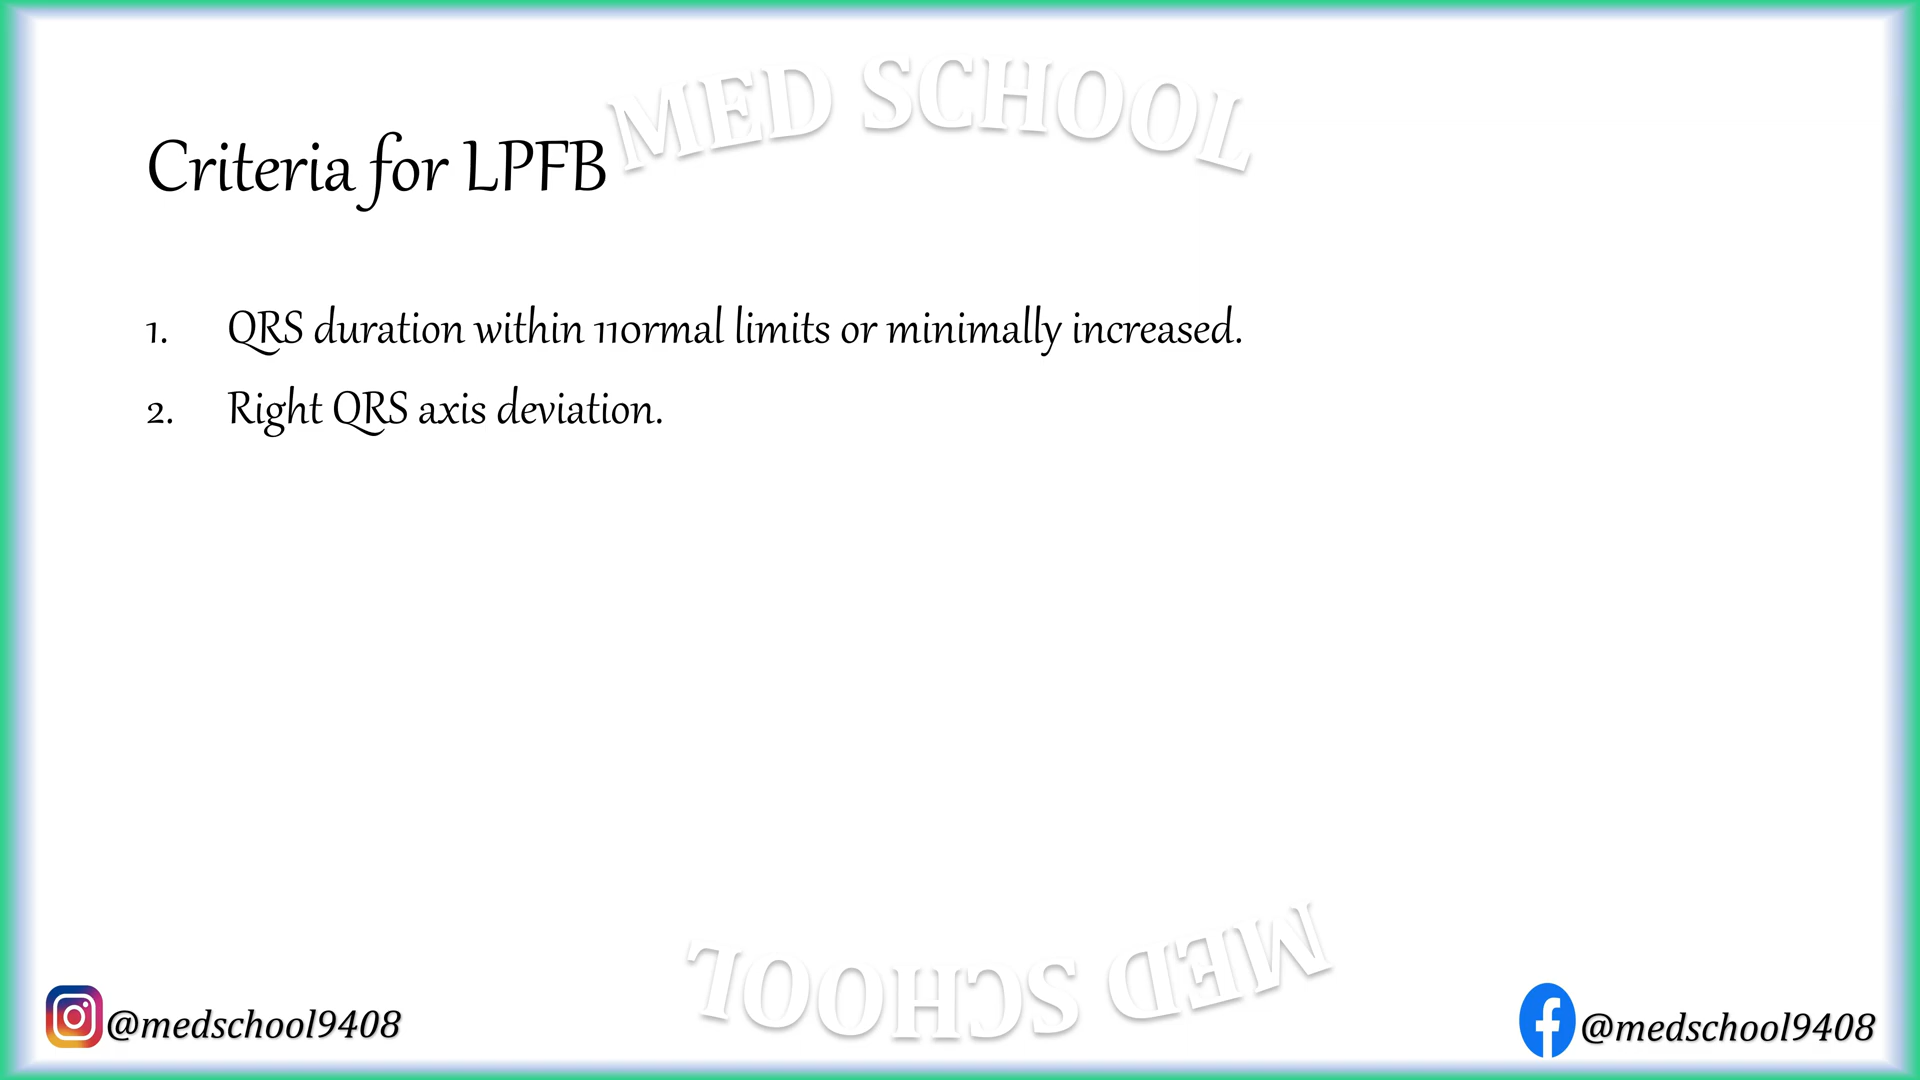 MED SCHOOL
Criteria for LPFB
1. QRS duration within 110rmal limits or minimally increased.
2. Right QRS axis deviation.
MED SCHOOL
@medschool9408
@medschool9408